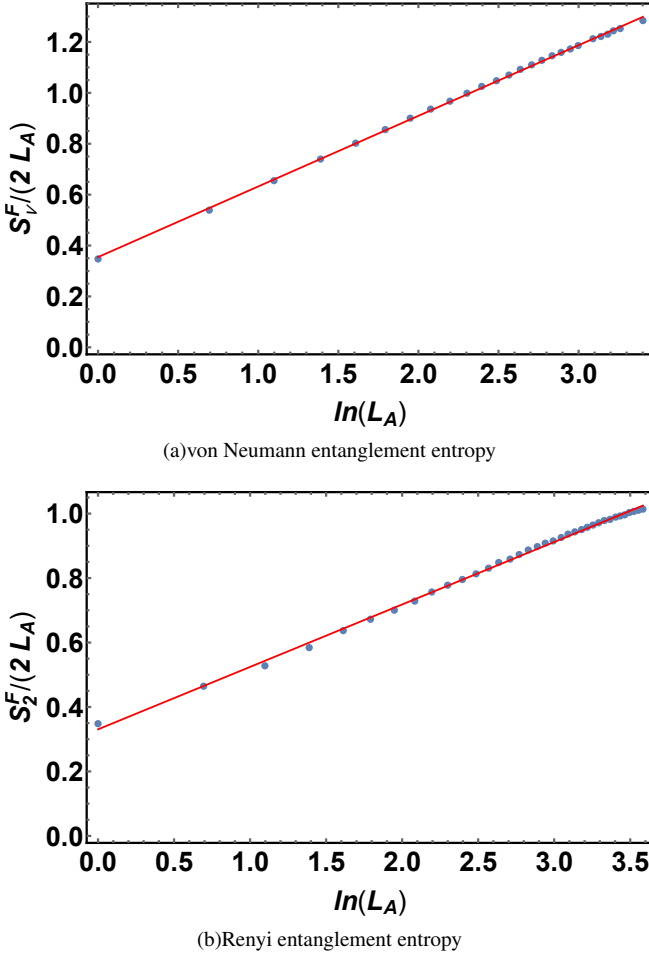 1.2
1.0
0.8
0.6
0.4
0.2
0.0
S_ν^F/(2 L_A)
0.0 0.5 1.0 1.5 2.0 2.5 3.0
ln(L_A)
(a)von Neumann entanglement entropy
1.0
0.8
0.6
0.4
0.2
0.0
S_2^F/(2 L_A)
0.0 0.5 1.0 1.5 2.0 2.5 3.0 3.5
ln(L_A)
(b)Renyi entanglement entropy